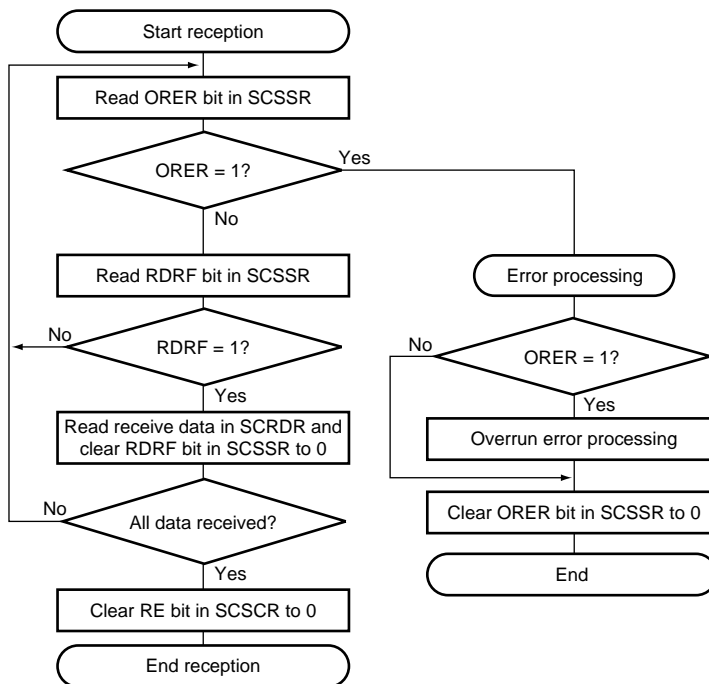 Start reception
Read ORER bit in SCSSR
ORER = 1?
Yes
No
Read RDRF bit in SCSSR
No
RDRF = 1?
Yes
Read receive data in SCRDR and
clear RDRF bit in SCSSR to 0
No
All data received?
Yes
Clear RE bit in SCSCR to 0
End reception
Error processing
No
ORER = 1?
Yes
Overrun error processing
Clear ORER bit in SCSSR to 0
End